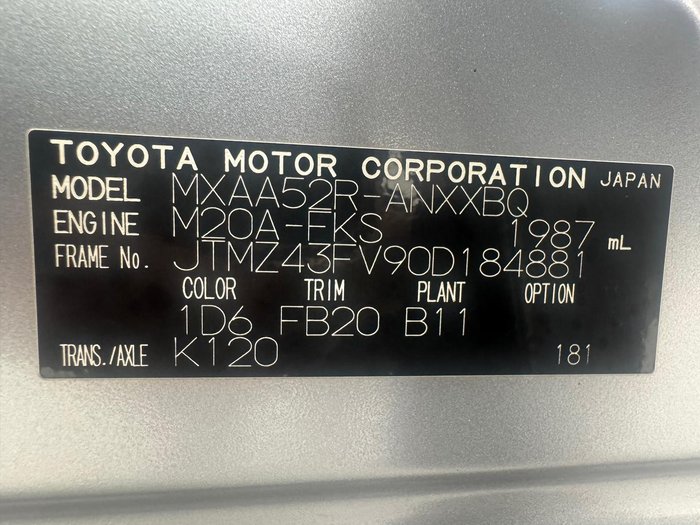 TOYOTA MOTOR CORPORATION JAPAN
MODEL MXAA52R-ANXXBQ
ENGINE M20A-FKS 1987 mL
FRAME No. JTMZ43FV90D184881
COLOR TRIM PLANT OPTION
1D6 FB20 B11
TRANS./AXLE K120 181